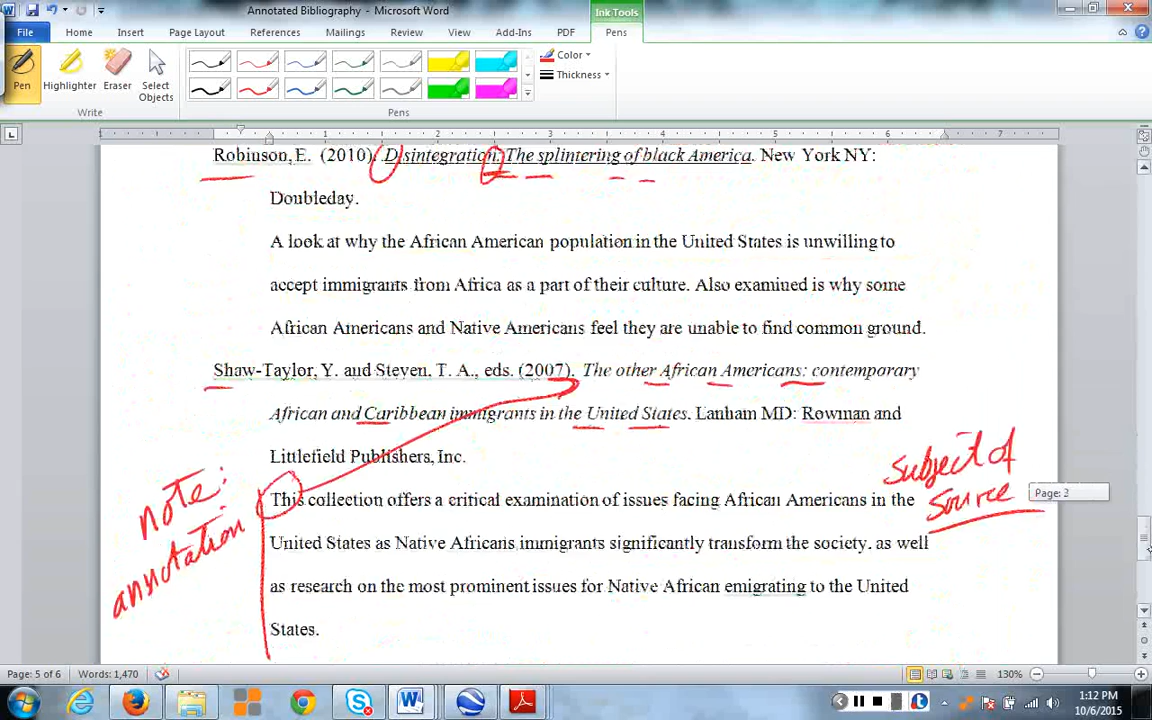 Annotated Bibliography - Microsoft Word
Ink Tools
File Home Insert Page Layout References Mailings Review View Add-Ins PDF Pens
Pen Highlighter Eraser Select Objects
Color
Thickness
Write
Pens
1 1 2 3 4 5 6 7
Robinson, E. (2010). Disintegration: The splintering of black America. New York NY:
Doubleday.
A look at why the African American population in the United States is unwilling to
accept immigrants from Africa as a part of their culture. Also examined is why some
African Americans and Native Americans feel they are unable to find common ground.
Shaw-Taylor, Y. and Steven, T. A., eds. (2007). The other African Americans: contemporary
African and Caribbean immigrants in the United States. Lanham MD: Rowman and
Littlefield Publishers, Inc.
note:
annotation
subject of
source
Page: 3
This collection offers a critical examination of issues facing African Americans in the
United States as Native Africans immigrants significantly transform the society, as well
as research on the most prominent issues for Native African emigrating to the United
States.
Page: 5 of 6 Words: 1,470 130%
1:12 PM
10/6/2015